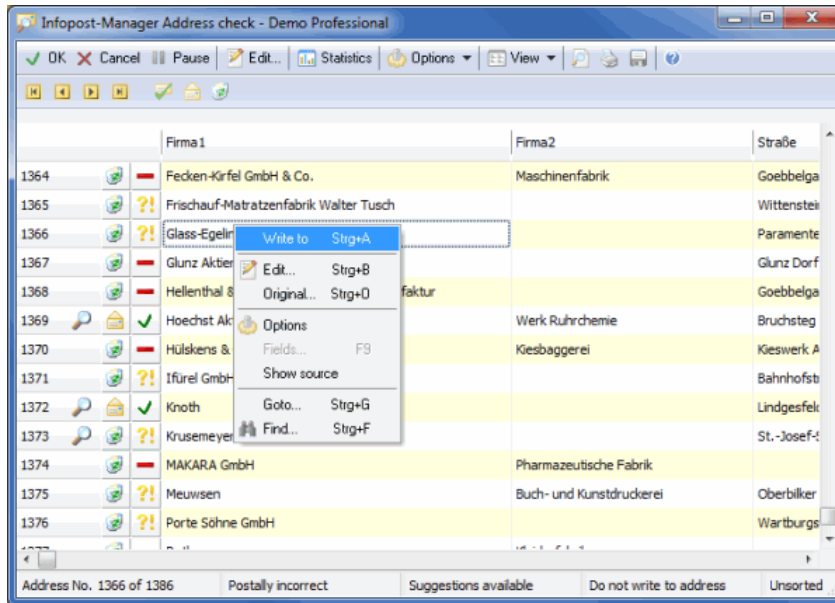 Infopost-Manager Address check - Demo Professional
OK Cancel Pause Edit... Statistics Options View
Firma1 Firma2 Straße
1364 Fecken-Kirfel GmbH & Co. Maschinenfabrik Goebbelga
1365 Frischauf-Matratzenfabrik Walter Tusch Wittenstei
1366 Glass-Egelin Paramente
1367 Glunz Aktien Glunz Dorf
1368 Hellenthal & faktur Goebbelga
1369 Hoechst Ak Werk Ruhrchemie Bruchsteg
1370 Hülskens & Kiesbaggerei Kieswerk A
1371 Ifürel GmbH Bahnhofst
1372 Knoth Lindgesfeld
1373 Krusemeyer St.-Josef-S
1374 MAKARA GmbH Pharmazeutische Fabrik
1375 Meuwsen Buch- und Kunstdruckerei Oberbilker
1376 Porte Söhne GmbH Wartburgs
Write to Strg+A
Edit... Strg+B
Original... Strg+O
Options
Fields... F9
Show source
Goto... Strg+G
Find... Strg+F
Address No. 1366 of 1386 Postally incorrect Suggestions available Do not write to address Unsorted